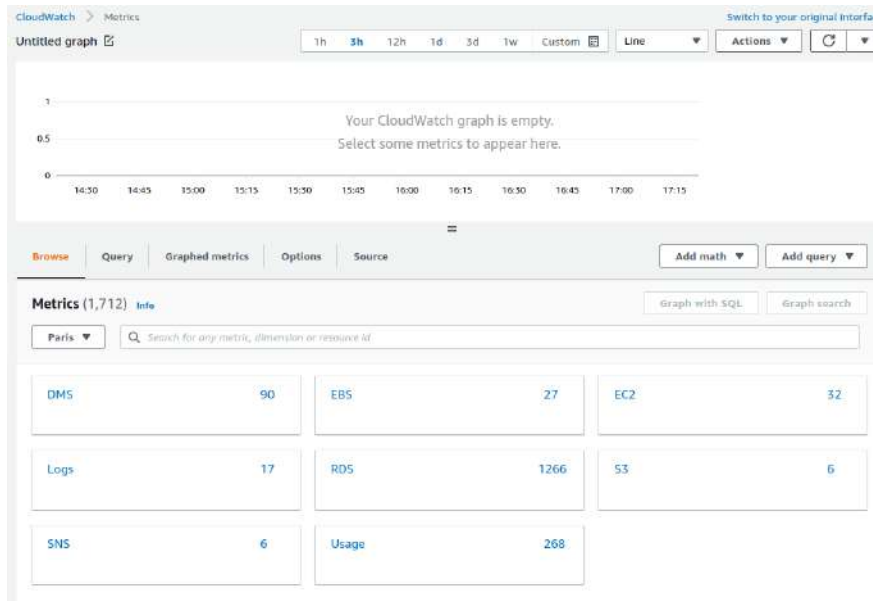 CloudWatch > Metrics
Switch to your original interfa
Untitled graph
1h 3h 12h 1d 3d 1w Custom Line Actions
1
0.5
0
Your CloudWatch graph is empty.
Select some metrics to appear here.
14:30 14:45 15:00 15:15 15:30 15:45 16:00 16:15 16:30 16:45 17:00 17:15
Browse Query Graphed metrics Options Source Add math Add query
Metrics (1,712) Info Graph with SQL Graph search
Paris Search for any metric, dimension or resource id
DMS 90 EBS 27 EC2 32
Logs 17 RDS 1266 S3 6
SNS 6 Usage 268